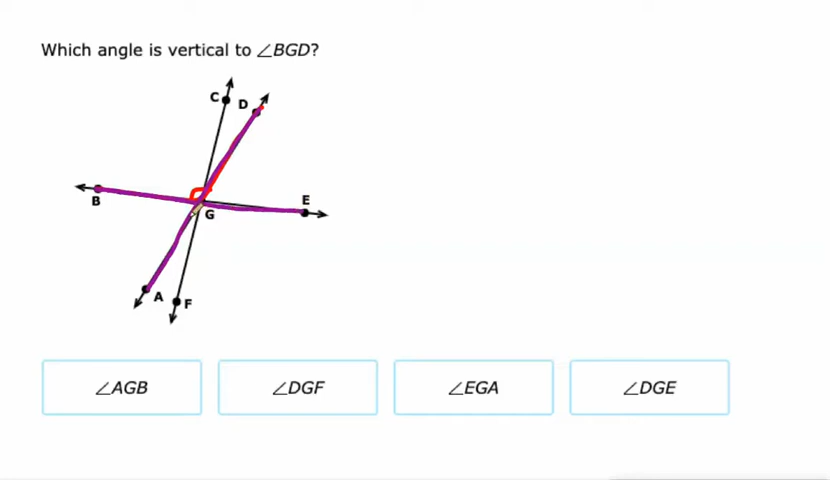 Which angle is vertical to ∠BGD?
C
D
B
E
G
A
F
∠AGB
∠DGF
∠EGA
∠DGE